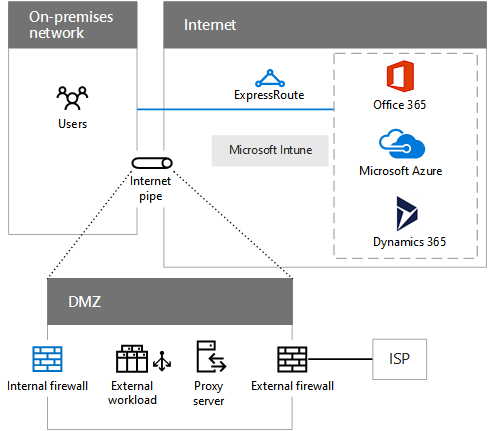 On-premises
network
Internet
Users
ExpressRoute
Office 365
Microsoft Intune
Microsoft Azure
Internet
pipe
Dynamics 365
DMZ
Internal firewall
External
workload
Proxy
server
External firewall
ISP